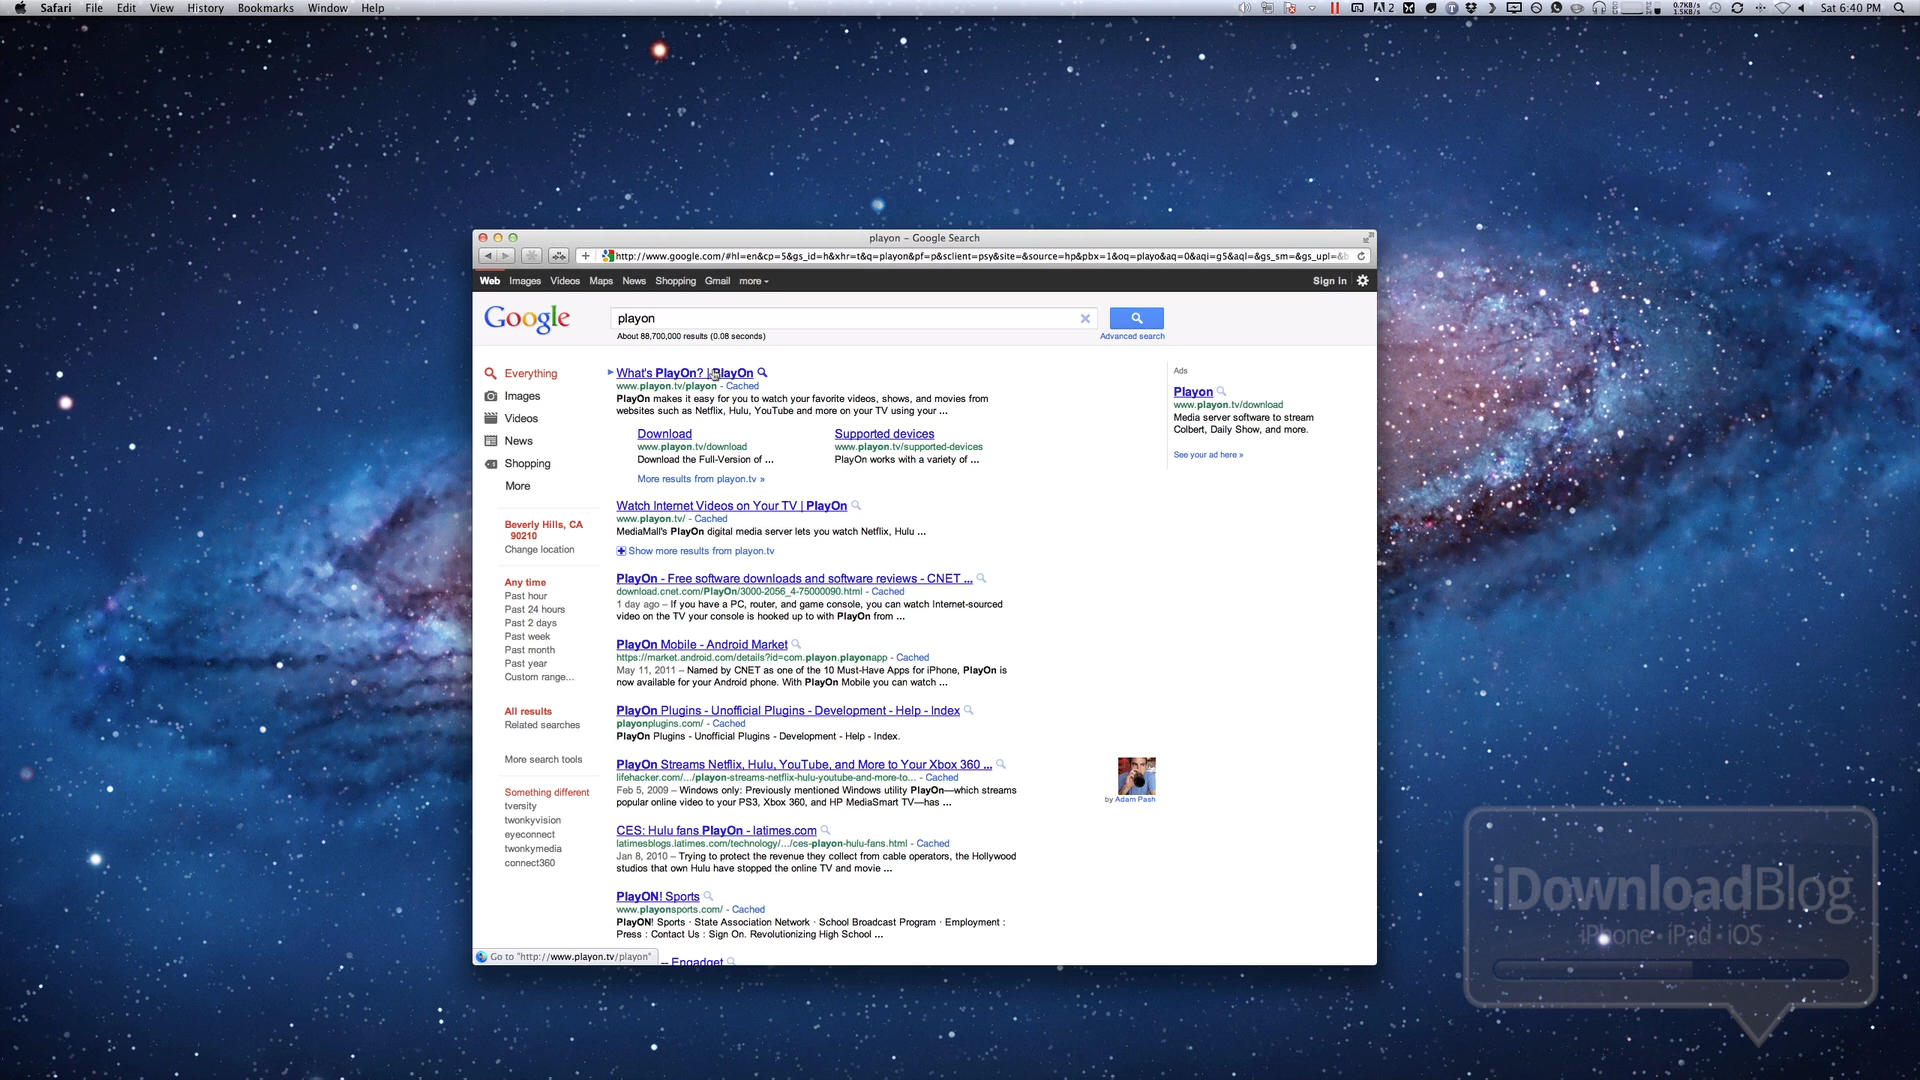 Safari File Edit View History Bookmarks Window Help
2
0.7KB/s
1.5KB/s
Sat 6:40 PM
playon – Google Search
http://www.google.com/#hl=en&cp=5&gs_id=h&xhr=t&q=playon&pf=p&sclient=psy&site=&source=hp&pbx=1&oq=playo&aq=0&aqi=g5&aql=&gs_sm=&gs_upl=&b
Web Images Videos Maps News Shopping Gmail more
Sign in
Google
playon
About 88,700,000 results (0.08 seconds)
Advanced search
Everything
Images
Videos
News
Shopping
More
Beverly Hills, CA
90210
Change location
Any time
Past hour
Past 24 hours
Past 2 days
Past week
Past month
Past year
Custom range...
All results
Related searches
More search tools
Something different
tversity
twonkyvision
eyeconnect
twonkymedia
connect360
What's PlayOn? | PlayOn
www.playon.tv/playon - Cached
PlayOn makes it easy for you to watch your favorite videos, shows, and movies from
websites such as Netflix, Hulu, YouTube and more on your TV using your ...
Download
www.playon.tv/download
Download the Full-Version of ...
Supported devices
www.playon.tv/supported-devices
PlayOn works with a variety of ...
More results from playon.tv »
Watch Internet Videos on Your TV | PlayOn
www.playon.tv/ - Cached
MediaMall's PlayOn digital media server lets you watch Netflix, Hulu ...
Show more results from playon.tv
PlayOn - Free software downloads and software reviews - CNET ...
download.cnet.com/PlayOn/3000-2056_4-75000090.html - Cached
1 day ago – If you have a PC, router, and game console, you can watch Internet-sourced
video on the TV your console is hooked up to with PlayOn from ...
PlayOn Mobile - Android Market
https://market.android.com/details?id=com.playon.playonapp - Cached
May 11, 2011 – Named by CNET as one of the 10 Must-Have Apps for iPhone, PlayOn is
now available for your Android phone. With PlayOn Mobile you can watch ...
PlayOn Plugins - Unofficial Plugins - Development - Help - Index
playonplugins.com/ - Cached
PlayOn Plugins - Unofficial Plugins - Development - Help - Index.
PlayOn Streams Netflix, Hulu, YouTube, and More to Your Xbox 360 ...
lifehacker.com/.../playon-streams-netflix-hulu-youtube-and-more-to... - Cached
Feb 5, 2009 – Windows only: Previously mentioned Windows utility PlayOn—which streams
popular online video to your PS3, Xbox 360, and HP MediaSmart TV—has ...
by Adam Pash
CES: Hulu fans PlayOn - latimes.com
latimesblogs.latimes.com/technology/.../ces-playon-hulu-fans.html - Cached
Jan 8, 2010 – Trying to protect the revenue they collect from cable operators, the Hollywood
studios that own Hulu have stopped the online TV and movie ...
PlayON! Sports
www.playonsports.com/ - Cached
PlayON! Sports · State Association Network · School Broadcast Program · Employment :
Press : Contact Us : Sign On. Revolutionizing High School ...
-- Engadget
Go to "http://www.playon.tv/playon"
Ads
Playon
www.playon.tv/download
Media server software to stream
Colbert, Daily Show, and more.
See your ad here »
iDownloadBlog
iPhone • iPad • iOS